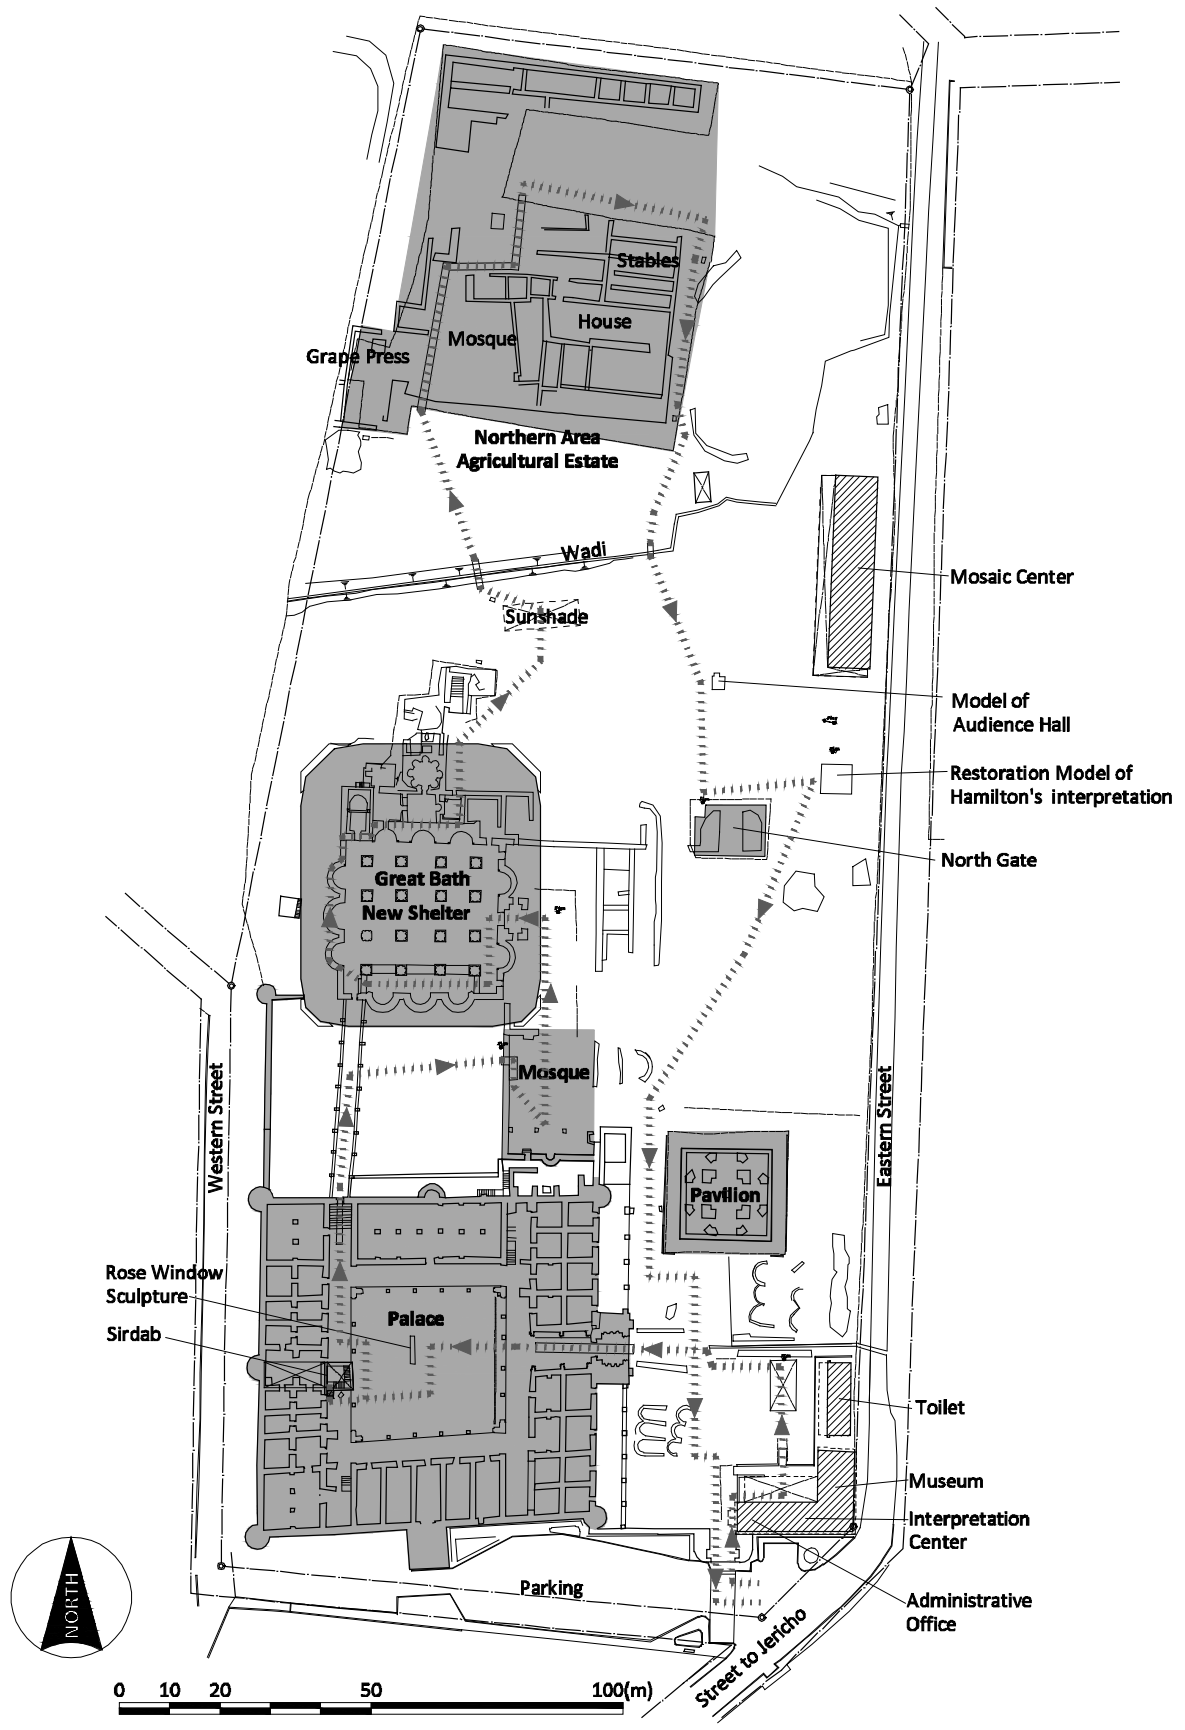 Stables
House
Mosque
Grape Press
Northern Area
Agricultural Estate
Wadi
Mosaic Center
Sunshade
Model of
Audience Hall
Restoration Model of
Hamilton's interpretation
North Gate
Great Bath
New Shelter
Mosque
Western Street
Eastern Street
Pavilion
Rose Window
Sculpture
Palace
Sirdab
Toilet
Museum
Interpretation
Center
Administrative
Office
Parking
Street to Jericho
NORTH
0 10 20 50 100(m)